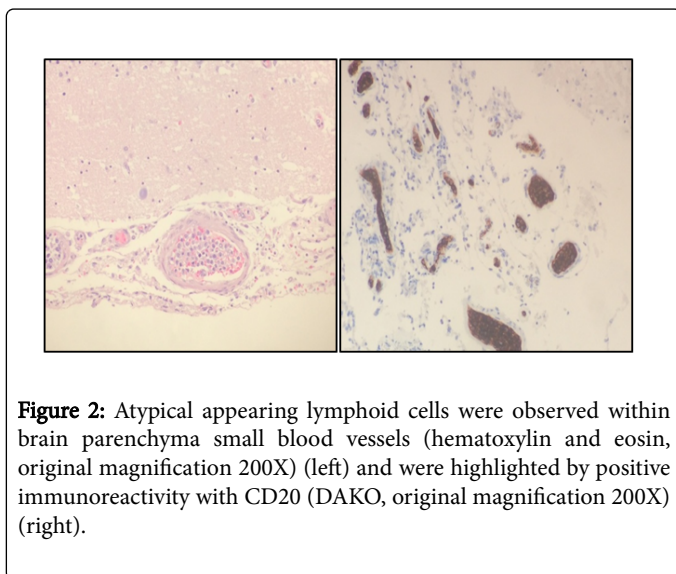 Figure 2: Atypical appearing lymphoid cells were observed within
brain parenchyma small blood vessels (hematoxylin and eosin,
original magnification 200X) (left) and were highlighted by positive
immunoreactivity with CD20 (DAKO, original magnification 200X)
(right).